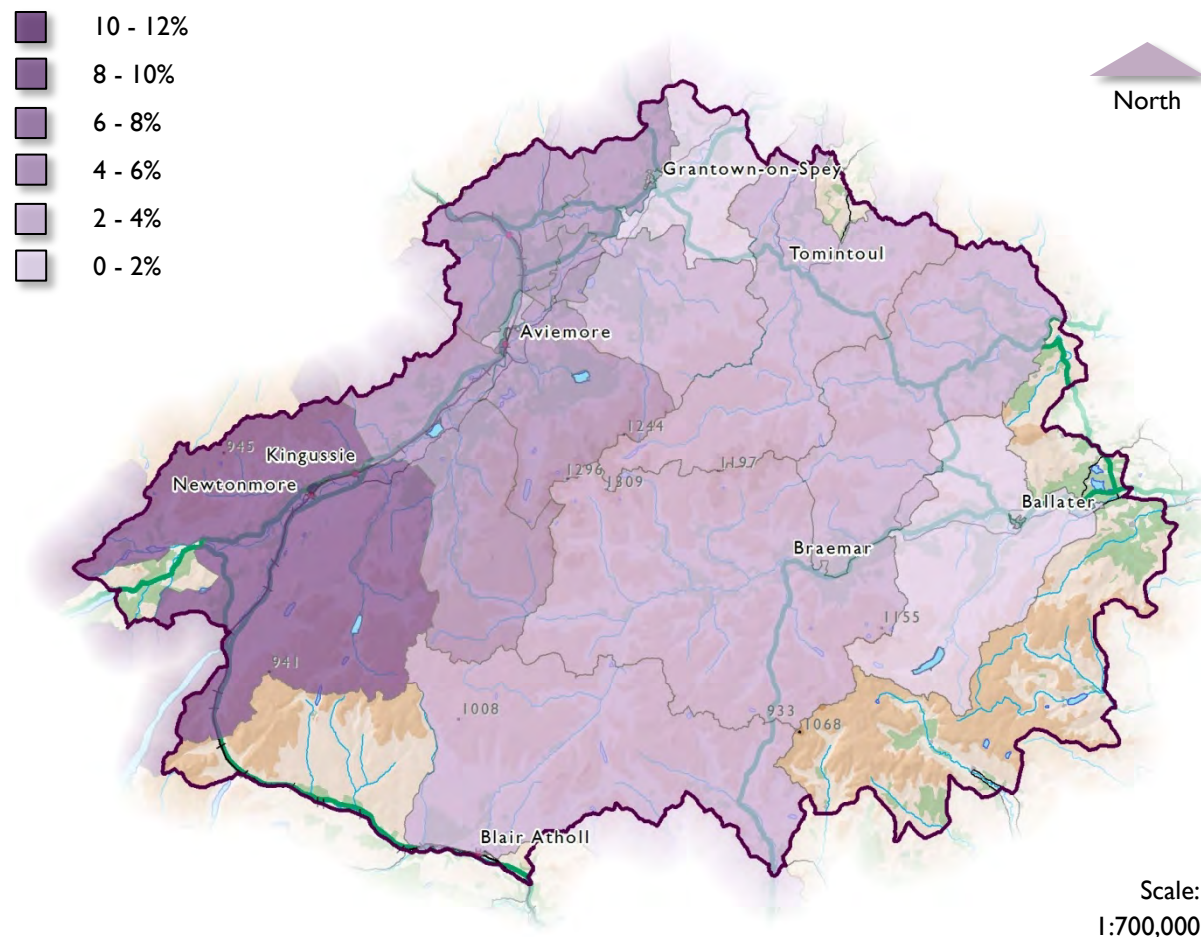 10 - 12%
8 - 10%
6 - 8%
4 - 6%
2 - 4%
0 - 2%
North
Grantown-on-Spey
Tomintoul
Aviemore
1244
945
Kingussie
1296
1197
1309
Newtonmore
Ballater
Braemar
1155
941
1008
933
1068
Blair Atholl
Scale:
1:700,000